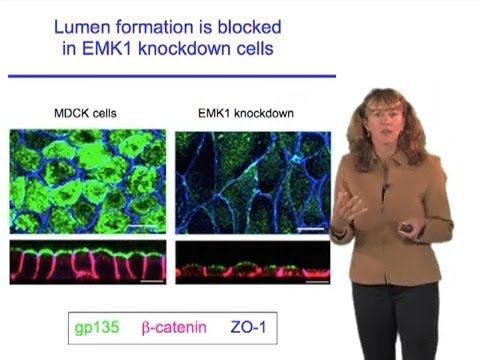 Lumen formation is blocked
in EMK1 knockdown cells
MDCK cells
EMK1 knockdown
gp135 β-catenin ZO-1